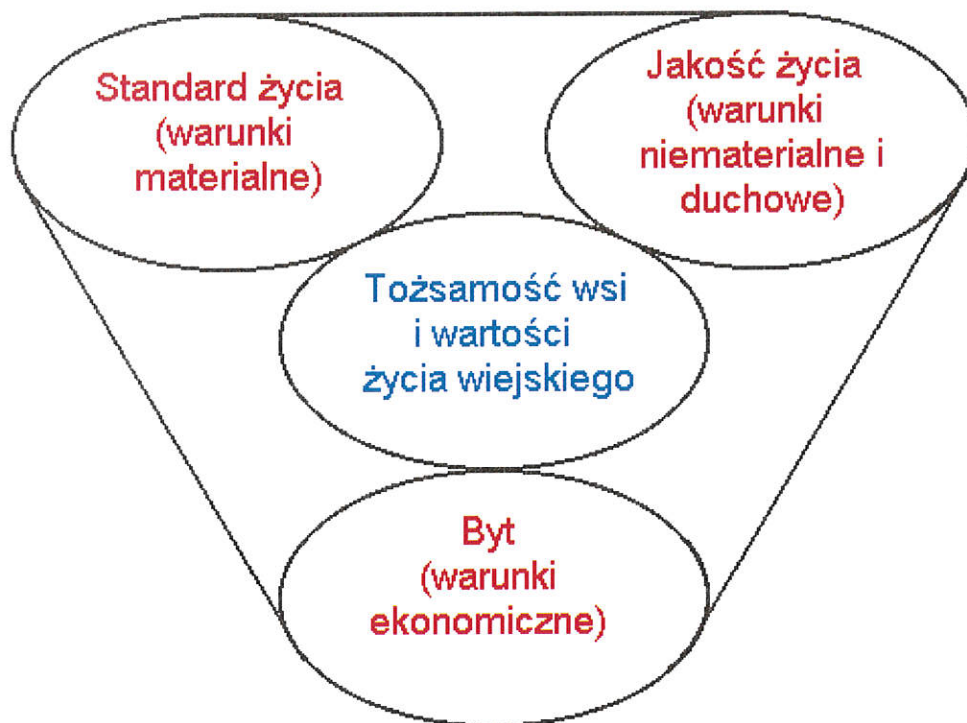 Standard życia
(warunki
materialne)
Jakość życia
(warunki
niematerialne i
duchowe)
Tożsamość wsi
i wartości
życia wiejskiego
Byt
(warunki
ekonomiczne)